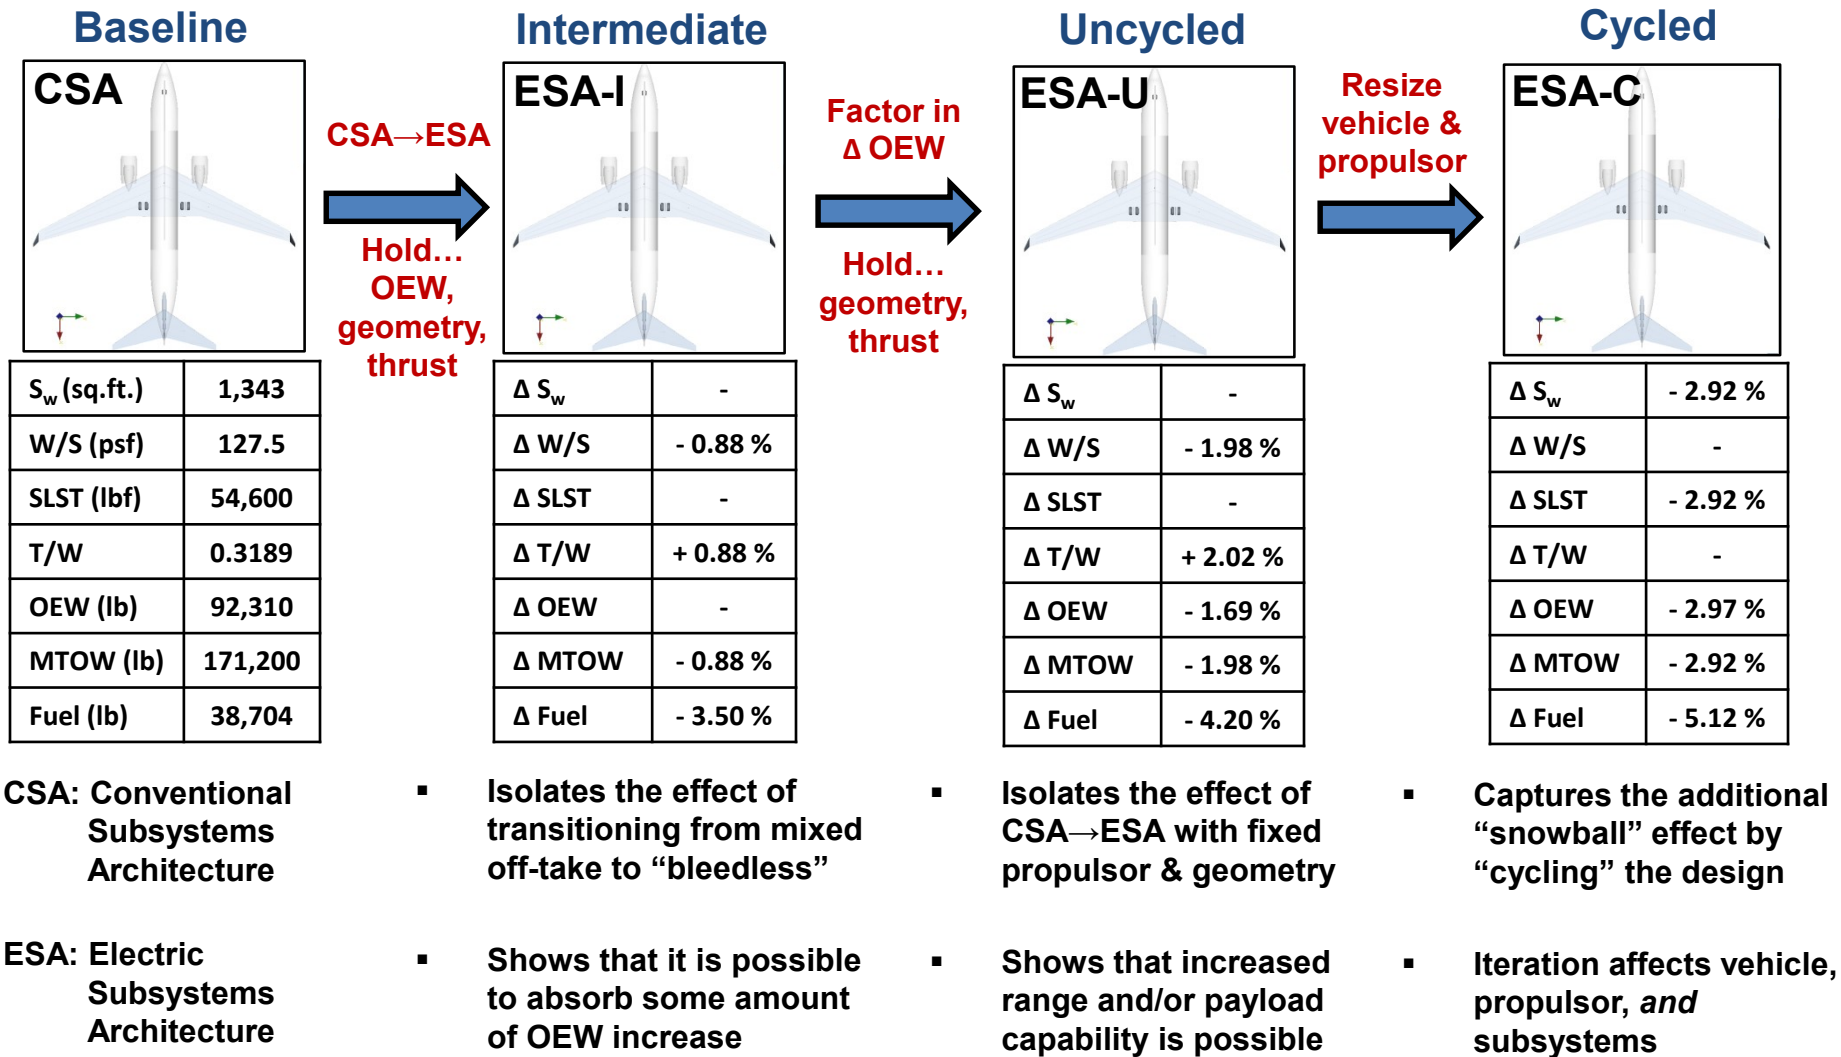 Baseline
CSA
S_w (sq.ft.) 1,343
W/S (psf) 127.5
SLST (lbf) 54,600
T/W 0.3189
OEW (lb) 92,310
MTOW (lb) 171,200
Fuel (lb) 38,704
CSA: Conventional
Subsystems
Architecture
ESA: Electric
Subsystems
Architecture
CSA→ESA
Hold…
OEW,
geometry,
thrust
Intermediate
ESA-I
Δ S_w -
Δ W/S - 0.88 %
Δ SLST -
Δ T/W + 0.88 %
Δ OEW -
Δ MTOW - 0.88 %
Δ Fuel - 3.50 %
▪ Isolates the effect of
transitioning from mixed
off-take to “bleedless”
▪ Shows that it is possible
to absorb some amount
of OEW increase
Factor in
Δ OEW
Hold…
geometry,
thrust
Uncycled
ESA-U
Δ S_w -
Δ W/S - 1.98 %
Δ SLST -
Δ T/W + 2.02 %
Δ OEW - 1.69 %
Δ MTOW - 1.98 %
Δ Fuel - 4.20 %
▪ Isolates the effect of
CSA→ESA with fixed
propulsor & geometry
▪ Shows that increased
range and/or payload
capability is possible
Resize
vehicle &
propulsor
Cycled
ESA-C
Δ S_w - 2.92 %
Δ W/S -
Δ SLST - 2.92 %
Δ T/W -
Δ OEW - 2.97 %
Δ MTOW - 2.92 %
Δ Fuel - 5.12 %
▪ Captures the additional
“snowball” effect by
“cycling” the design
▪ Iteration affects vehicle,
propulsor, and
subsystems